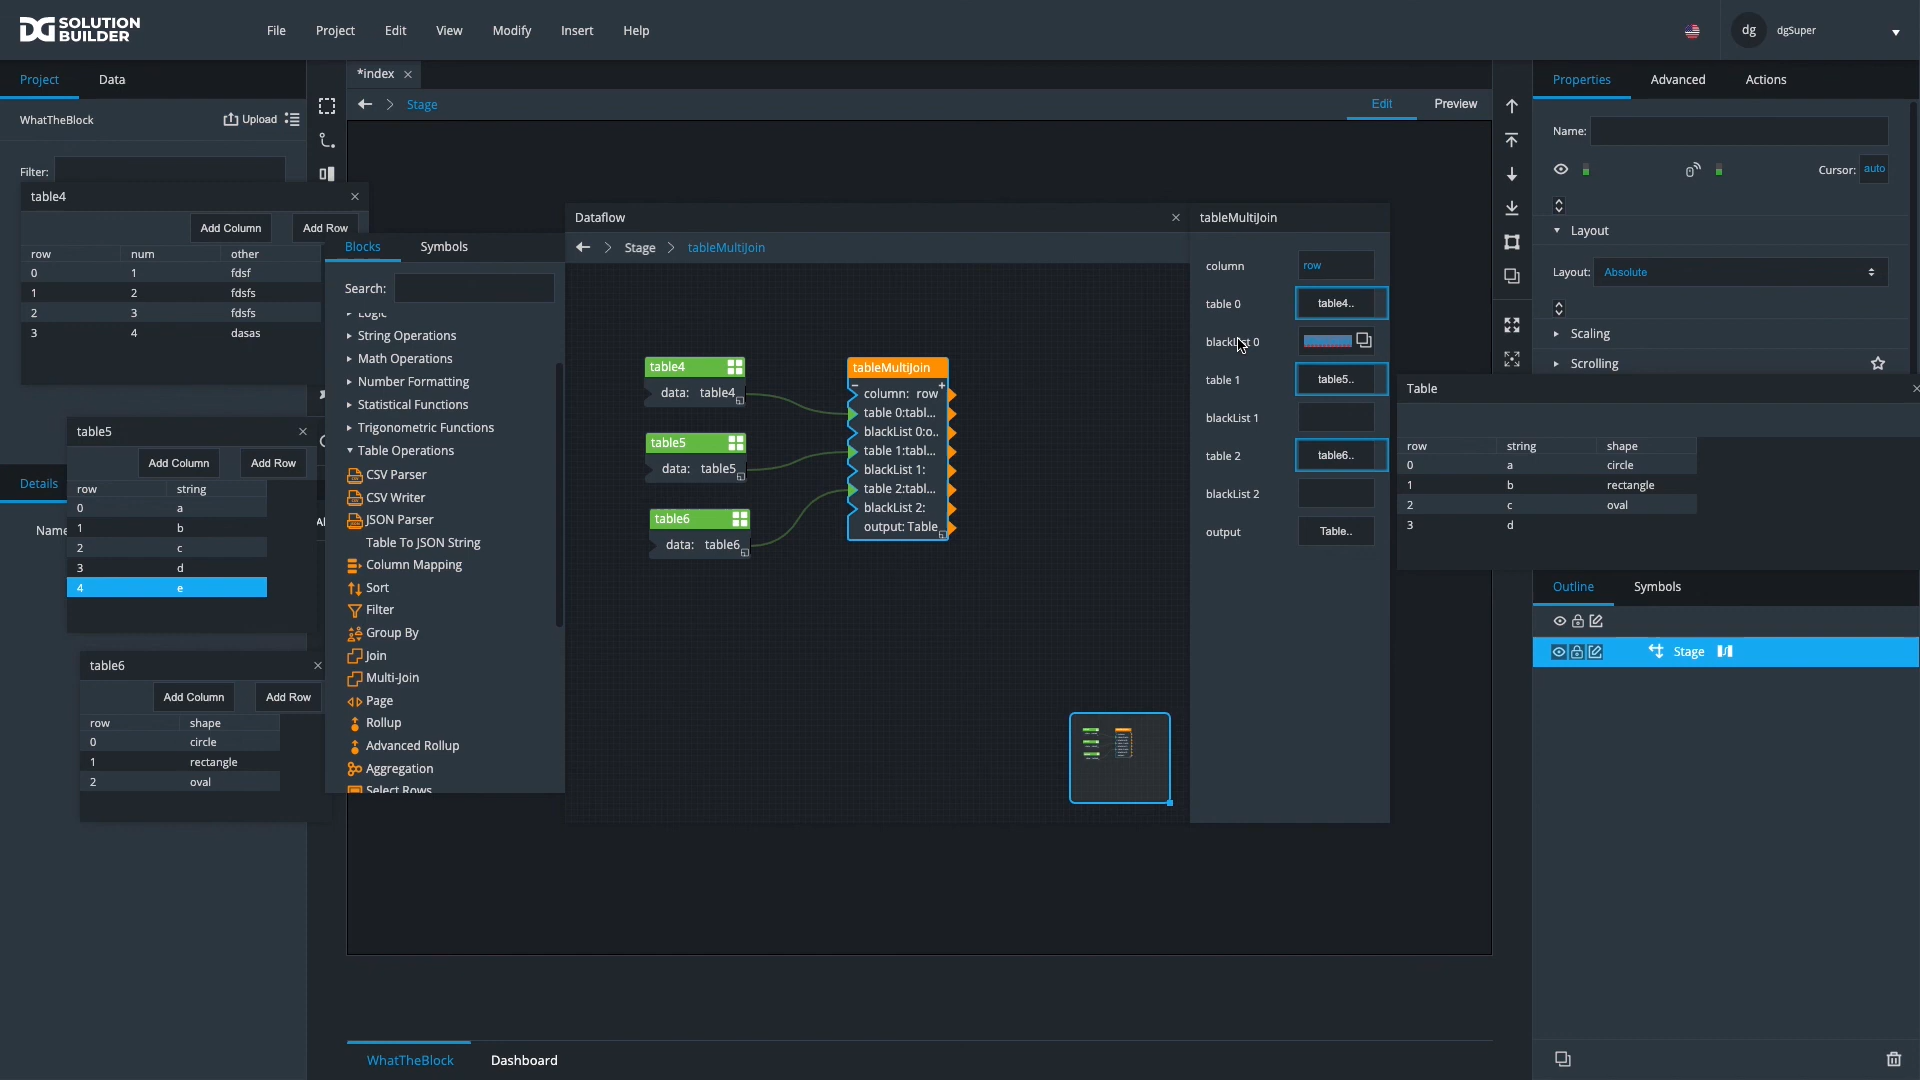 DG SOLUTION BUILDER
File Project Edit View Modify Insert Help
dg dgSuper
Project Data
*index
WhatTheBlock Upload
Stage
Edit Preview
Filter:
table4
Add Column Add Row
row num other
0 1 fdsf
1 2 fdsfs
2 3 fdsfs
3 4 dasas
table5
Add Column Add Row
row string
0 a
1 b
2 c
3 d
4 e
Details
Name
table6
Add Column Add Row
row shape
0 circle
1 rectangle
2 oval
Blocks Symbols
Search:
Logic
String Operations
Math Operations
Number Formatting
Statistical Functions
Trigonometric Functions
Table Operations
CSV Parser
CSV Writer
JSON Parser
Table To JSON String
Column Mapping
Sort
Filter
Group By
Join
Multi-Join
Page
Rollup
Advanced Rollup
Aggregation
Select Rows
Dataflow
Stage tableMultiJoin
table4
data: table4
table5
data: table5
table6
data: table6
tableMultiJoin
column: row
table 0:tabl...
blackList 0:o..
table 1:tabl...
blackList 1:
table 2:tabl...
blackList 2:
output: Table
tableMultiJoin
column row
table 0 table4..
blackList 0
table 1 table5..
blackList 1
table 2 table6..
blackList 2
output Table..
Properties Advanced Actions
Name:
Cursor: auto
Layout
Layout: Absolute
Scaling
Scrolling
Table
row string shape
0 a circle
1 b rectangle
2 c oval
3 d
Outline Symbols
Stage
WhatTheBlock Dashboard